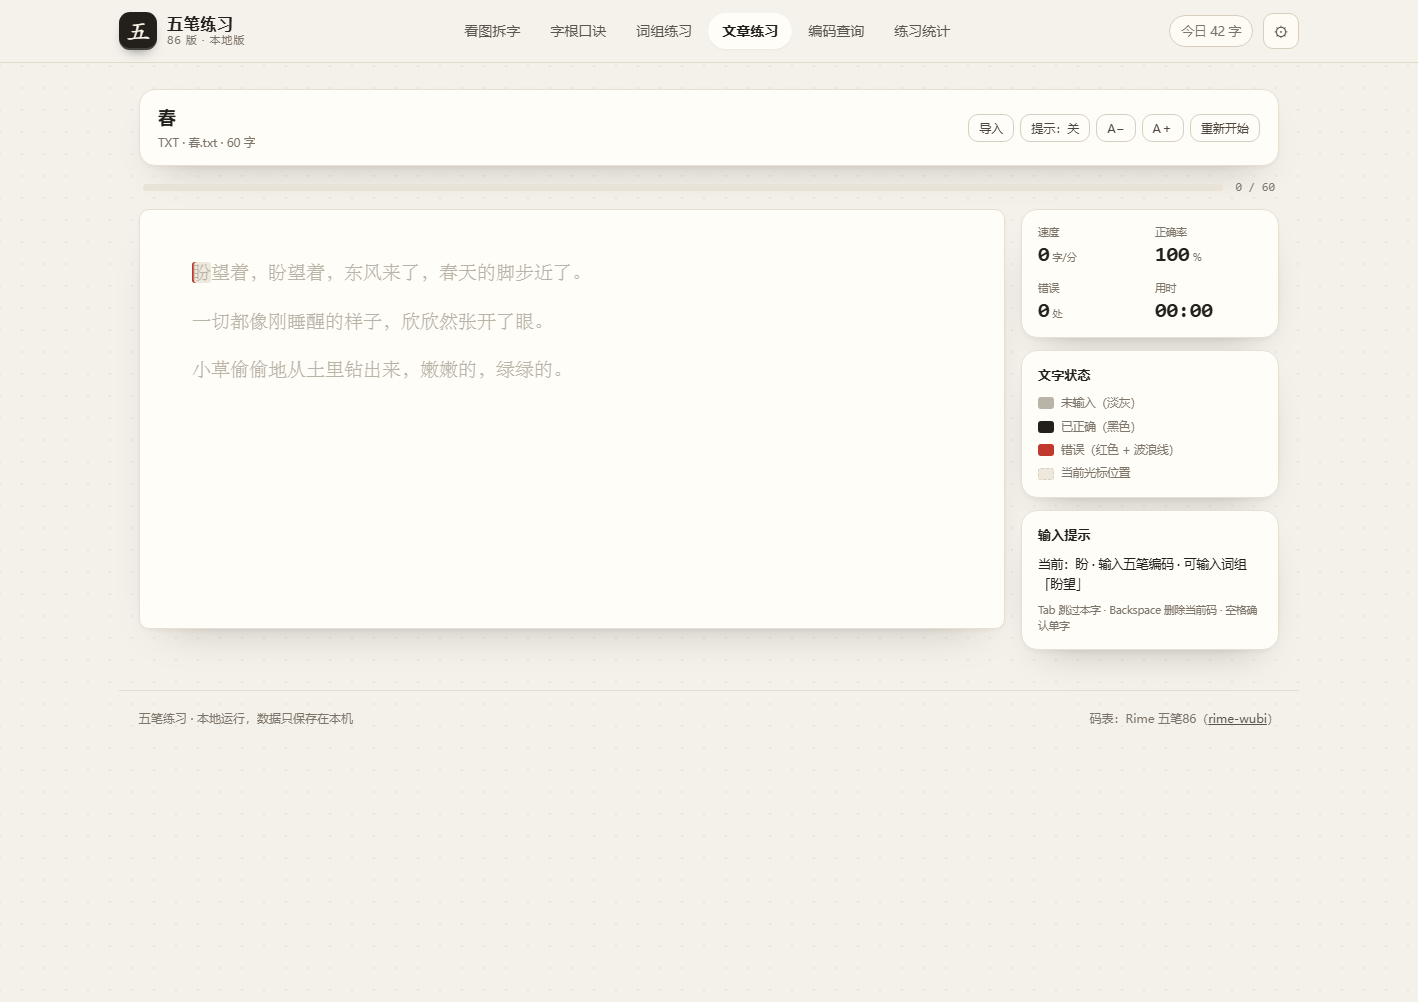 五
五笔练习
86 版 · 本地版
看图拆字 字根口诀 词组练习 文章练习 编码查询 练习统计
今日 42 字
春
TXT · 春.txt · 60 字
导入 提示：关 A− A+ 重新开始
0 / 60
盼望着，盼望着，东风来了，春天的脚步近了。
一切都像刚睡醒的样子，欣欣然张开了眼。
小草偷偷地从土里钻出来，嫩嫩的，绿绿的。
速度 正确率
0 字/分 100 %
错误 用时
0 处 00:00
文字状态
未输入（淡灰）
已正确（黑色）
错误（红色 + 波浪线）
当前光标位置
输入提示
当前：盼 · 输入五笔编码 · 可输入词组
「盼望」
Tab 跳过本字 · Backspace 删除当前码 · 空格确
认单字
五笔练习 · 本地运行，数据只保存在本机
码表：Rime 五笔86（rime-wubi）